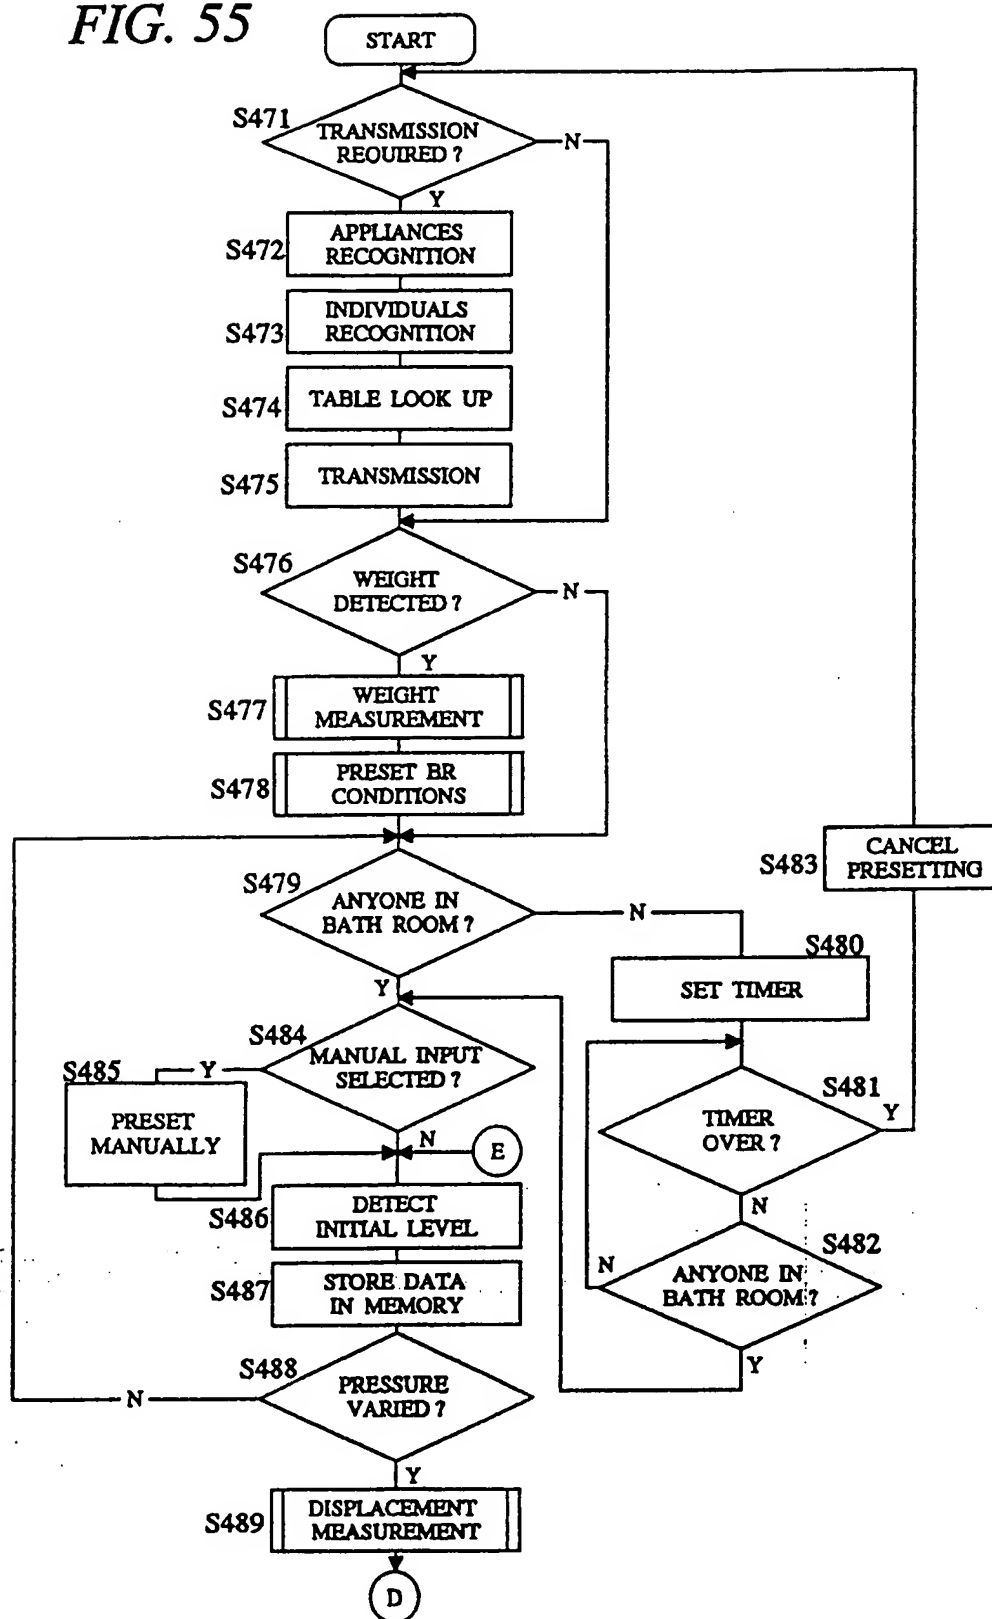 FIG. 55
START
S471
TRANSMISSION
REQUIRED ?
N
Y
S472
APPLIANCES
RECOGNITION
S473
INDIVIDUALS
RECOGNITION
S474
TABLE LOOK UP
S475
TRANSMISSION
S476
WEIGHT
DETECTED ?
N
Y
S477
WEIGHT
MEASUREMENT
S478
PRESET BR
CONDITIONS
S483
CANCEL
PRESETTING
S479
ANYONE IN
BATH ROOM ?
N
Y
S480
SET TIMER
S484
MANUAL INPUT
SELECTED ?
Y
N
S485
PRESET
MANUALLY
E
S481
TIMER
OVER ?
Y
N
S486
DETECT
INITIAL LEVEL
S482
ANYONE IN
BATH ROOM ?
N
Y
S487
STORE DATA
IN MEMORY
S488
PRESSURE
VARIED ?
N
Y
S489
DISPLACEMENT
MEASUREMENT
D